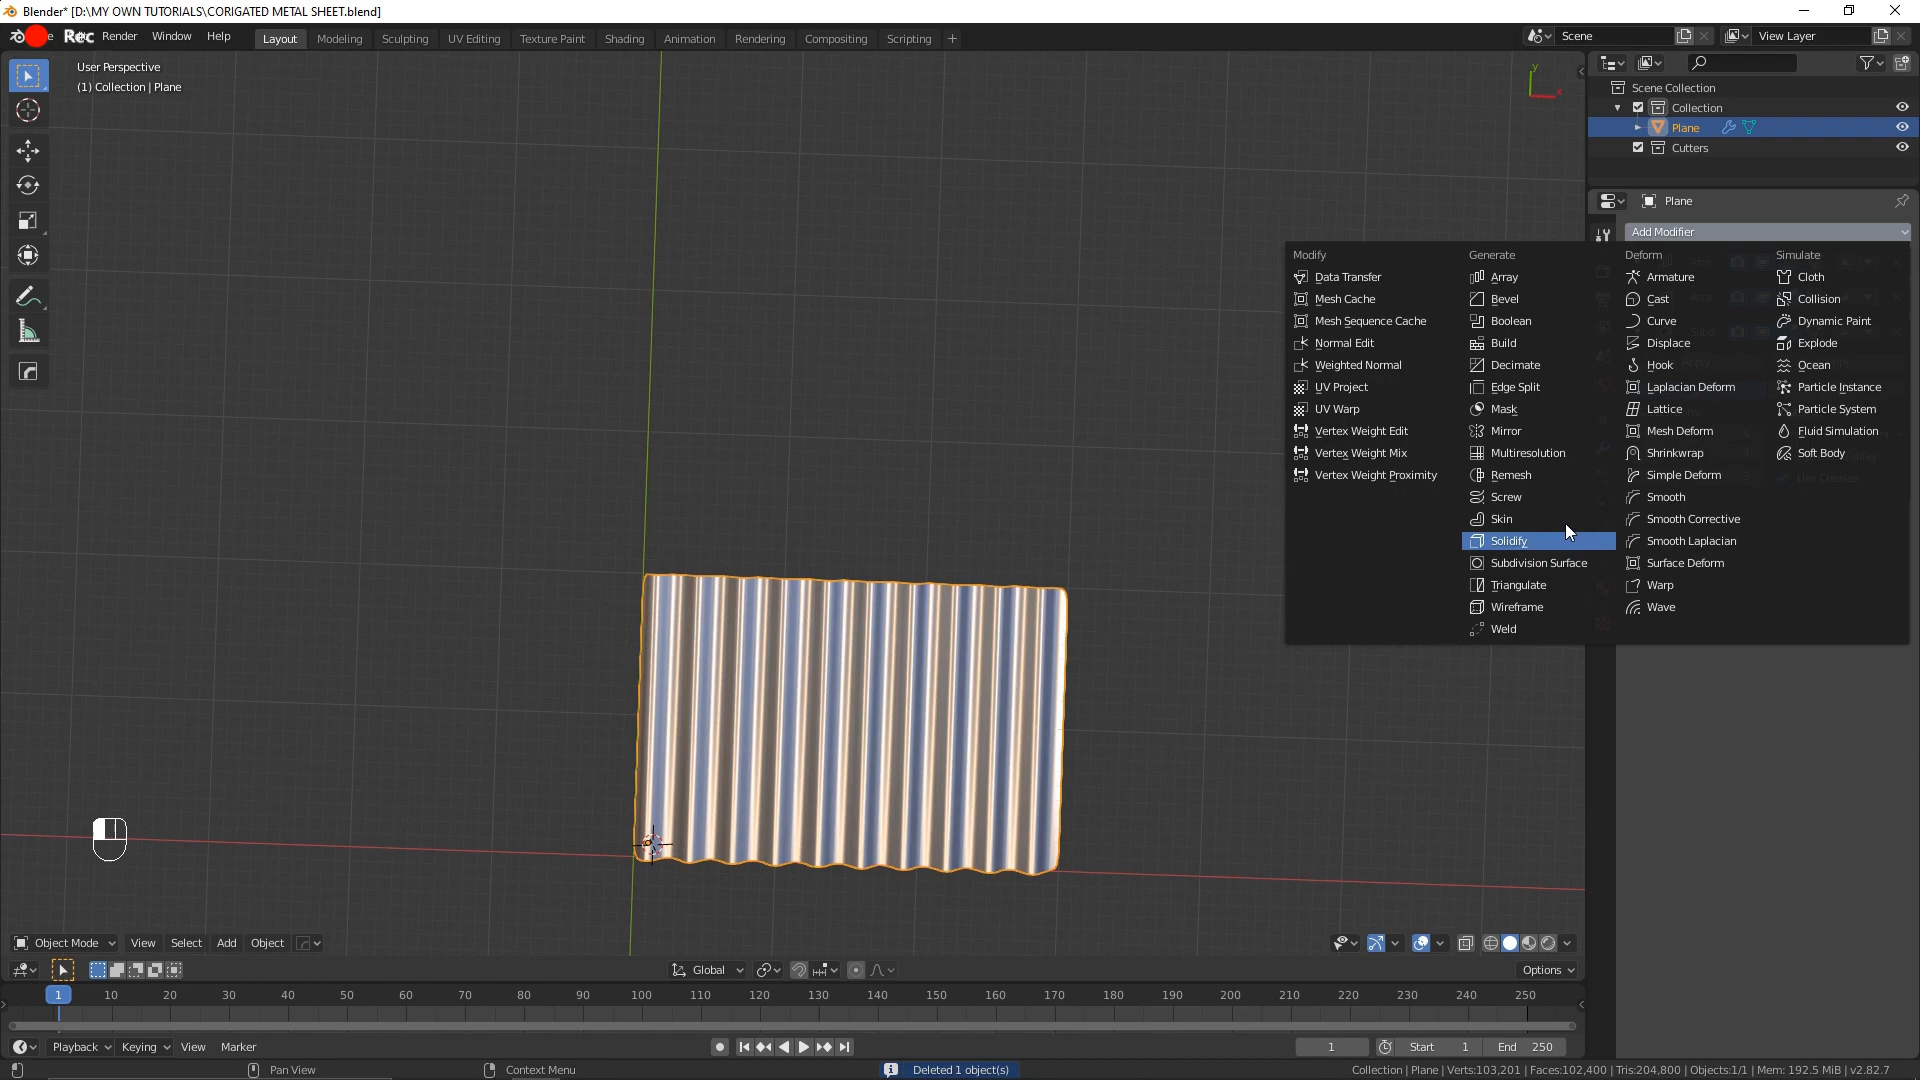 Blender* [D:\MY OWN TUTORIALS\CORIGATED METAL SHEET.blend]
Rec Render Window Help Layout Modeling Sculpting UV Editing Texture Paint Shading Animation Rendering Compositing Scripting + Scene View Layer
User Perspective
(1) Collection | Plane
y
x
Scene Collection
Collection
Plane
Cutters
Plane
Add Modifier
Modify
Data Transfer
Mesh Cache
Mesh Sequence Cache
Normal Edit
Weighted Normal
UV Project
UV Warp
Vertex Weight Edit
Vertex Weight Mix
Vertex Weight Proximity
Generate
Array
Bevel
Boolean
Build
Decimate
Edge Split
Mask
Mirror
Multiresolution
Remesh
Screw
Skin
Solidify
Subdivision Surface
Triangulate
Wireframe
Weld
Deform
Armature
Cast
Curve
Displace
Hook
Laplacian Deform
Lattice
Mesh Deform
Shrinkwrap
Simple Deform
Smooth
Smooth Corrective
Smooth Laplacian
Surface Deform
Warp
Wave
Simulate
Cloth
Collision
Dynamic Paint
Explode
Ocean
Particle Instance
Particle System
Fluid Simulation
Soft Body
Object Mode View Select Add Object
Global Options
1 10 20 30 40 50 60 70 80 90 100 110 120 130 140 150 160 170 180 190 200 210 220 230 240 250
Playback Keying View Marker 1 Start 1 End 250
Pan View Context Menu Deleted 1 object(s) Collection | Plane | Verts:103,201 | Faces:102,400 | Tris:204,800 | Objects:1/1 | Mem: 192.5 MiB | v2.82.7